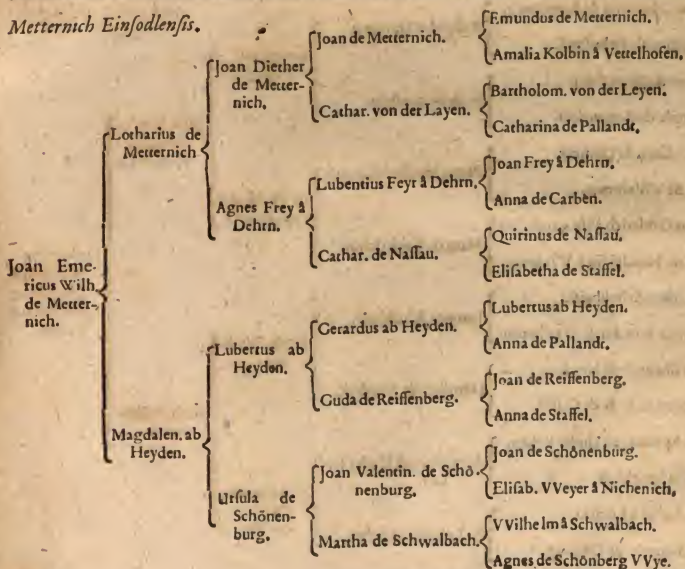 Metternich Einſodlenſis.
Joan Eme-
ricus Wilh.
de Metter-
nich.
Lotharius de
Metternich
Magdalen. ab
Heyden.
Joan Diether
de Metter-
nich.
Agnes Frey â
Dehrn.
Lubertus ab
Heyden.
Urſula de
Schönen-
burg.
Joan de Metternich.
Cathar. von der Layen.
Lubentius Feyr â Dehrn.
Cathar. de Naſſau.
Gerardus ab Heyden.
Guda de Reiffenberg.
Joan Valentin. de Schô-
nenburg.
Martha de Schwalbach.
Emundus de Metternich.
Amalia Kolbin â Vettelhofen.
Bartholom. von der Leyen.
Catharina de Pallandt.
Joan Frey â Dehrn.
Anna de Carben.
Quirinus de Naſſau.
Eliſabetha de Staffel.
Lubertus ab Heyden.
Anna de Pallandt.
Joan de Reiffenberg.
Anna de Staffel.
Joan de Schônenburg.
Eliſab. VVeyer â Nichenich.
VVilhelm â Schwalbach.
Agnes de Schônberg VVye.